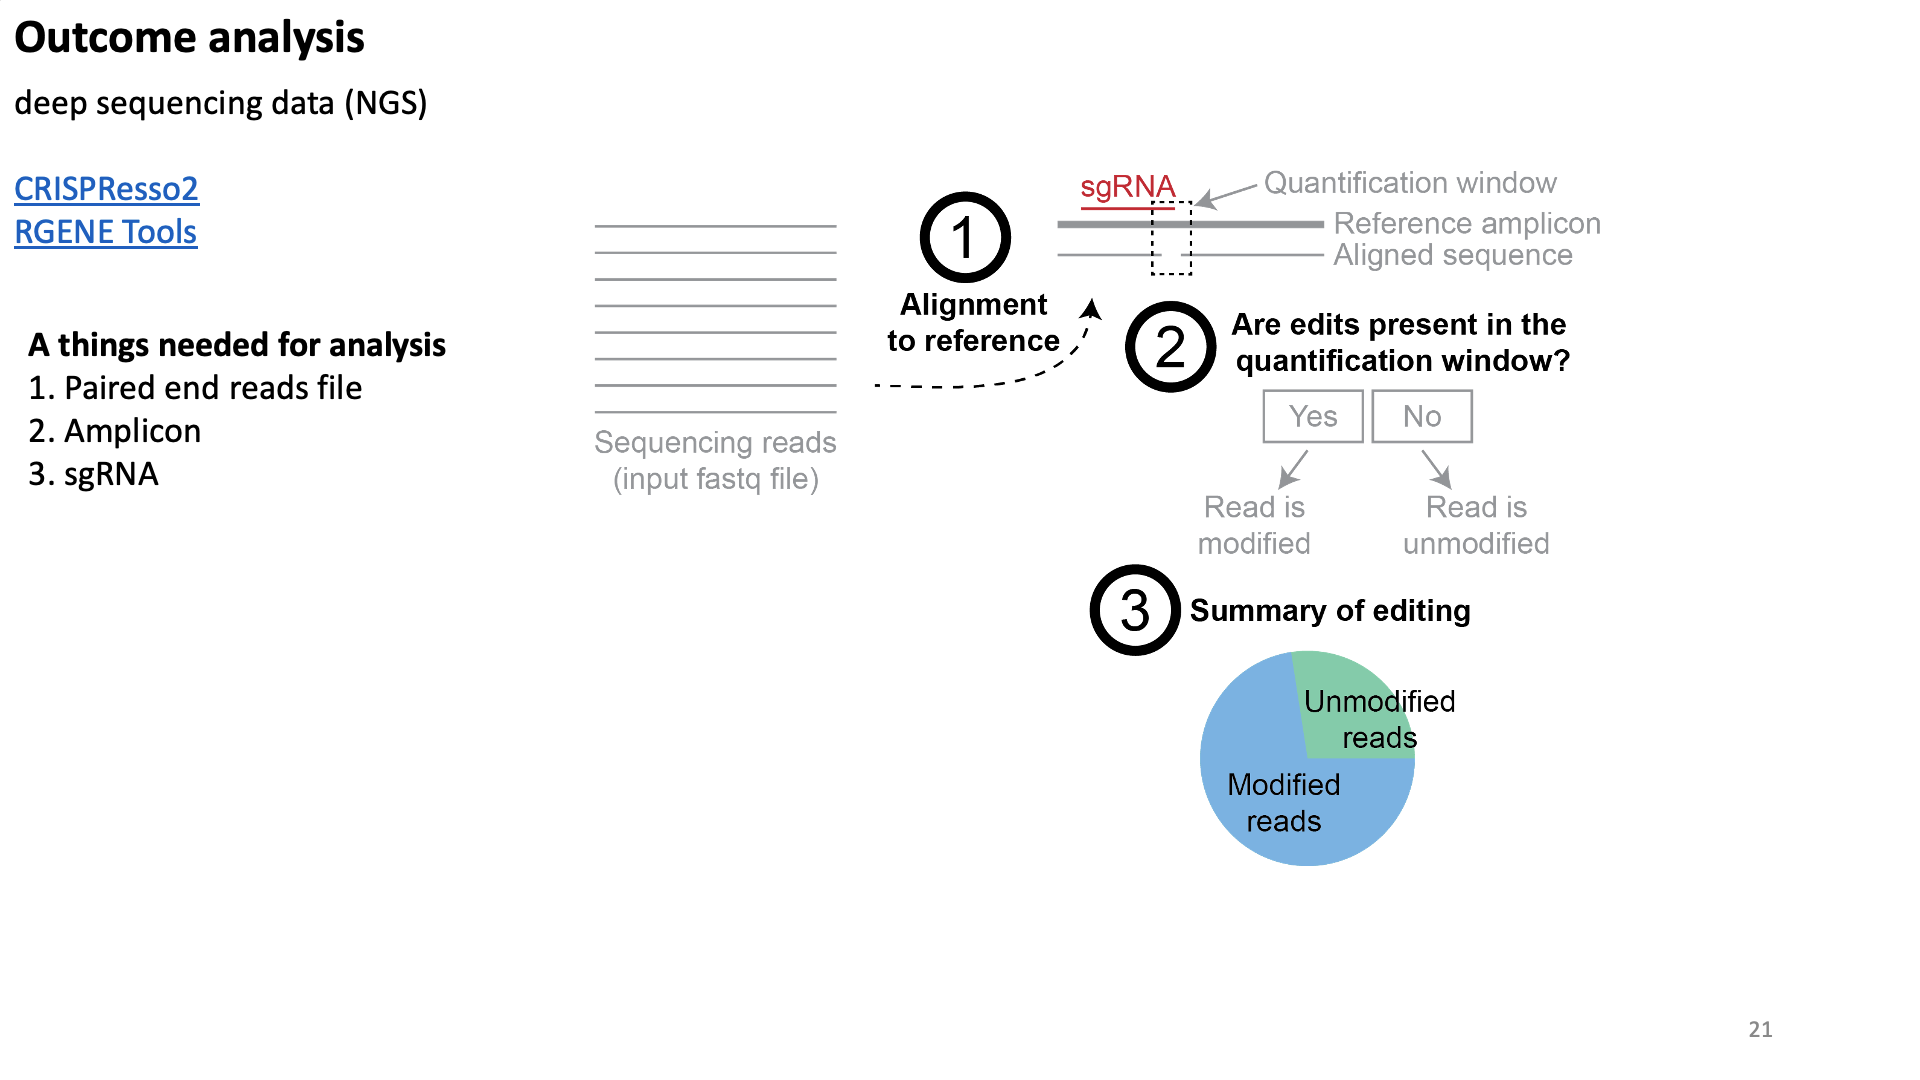 Outcome analysis
deep sequencing data (NGS)
CRISPResso2
RGENE Tools
A things needed for analysis
1. Paired end reads file
2. Amplicon
3. sgRNA
Sequencing reads
(input fastq file)
1
Alignment
to reference
sgRNA
Quantification window
Reference amplicon
Aligned sequence
2
Are edits present in the
quantification window?
Yes
No
Read is
modified
Read is
unmodified
3
Summary of editing
Unmodified
reads
Modified
reads
21